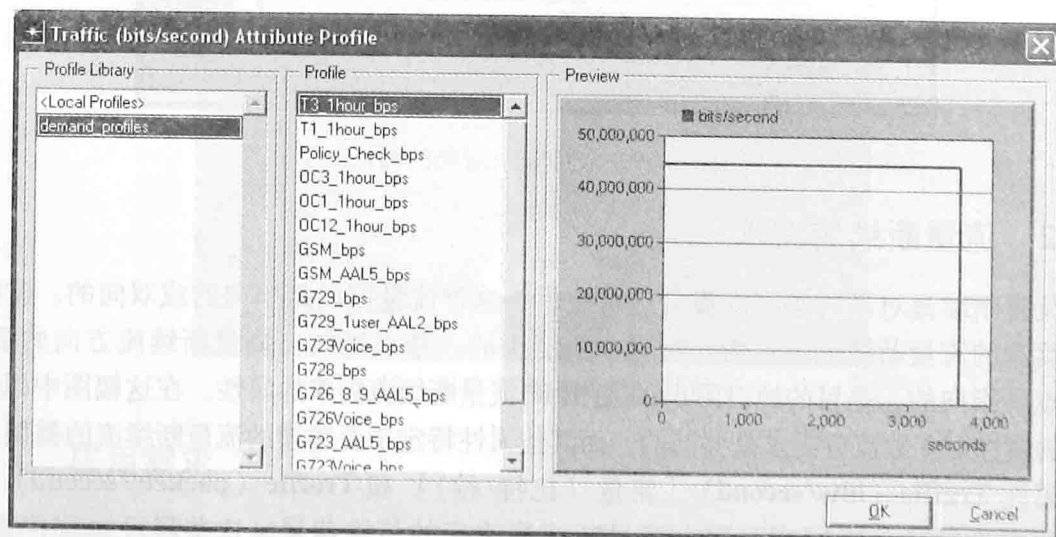 Traffic (bits/second) Attribute Profile
Profile Library
<Local Profiles>
demand_profiles
Profile
T3_1hour_bps
T1_1hour_bps
Policy_Check_bps
OC3_1hour_bps
OC1_1hour_bps
OC12_1hour_bps
GSM_bps
GSM_AAL5_bps
G729_bps
G729_1user_AAL2_bps
G729Voice_bps
G728_bps
G726_8_9_AAL5_bps
G726Voice_bps
G723_AAL5_bps
G723Voice_bps
Preview
bits/second
50,000,000
40,000,000
30,000,000
20,000,000
10,000,000
0
0 1,000 2,000 3,000 4,000
seconds
OK
Cancel